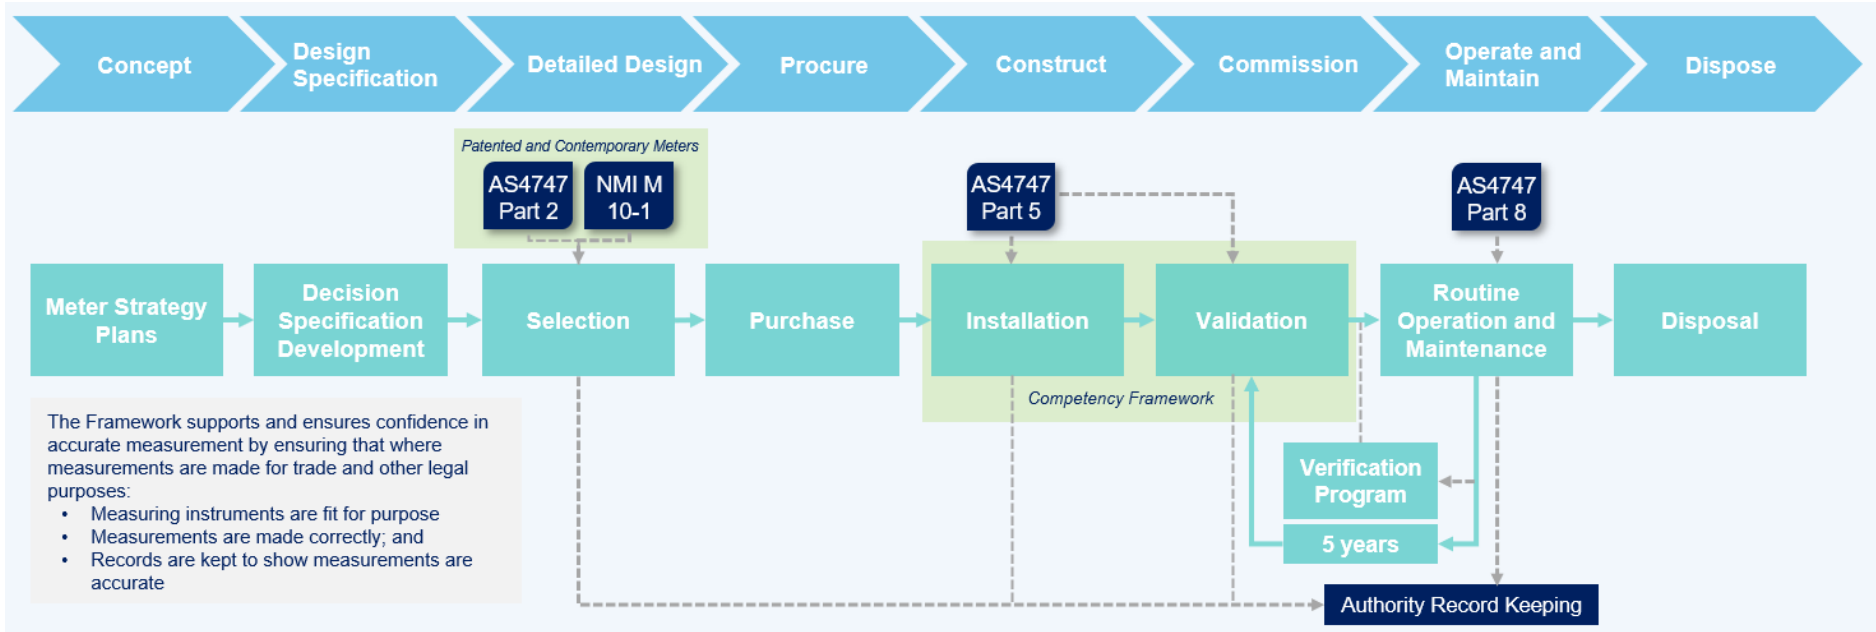 Concept
Design
Specification
Detailed Design
Procure
Construct
Commission
Operate and
Maintain
Dispose
Patented and Contemporary Meters
AS4747
Part 2
NMI M
10-1
AS4747
Part 5
AS4747
Part 8
Meter Strategy
Plans
Decision
Specification
Development
Selection
Purchase
Installation
Validation
Routine
Operation and
Maintenance
Disposal
Competency Framework
The Framework supports and ensures confidence in
accurate measurement by ensuring that where
measurements are made for trade and other legal
purposes:
• Measuring instruments are fit for purpose
• Measurements are made correctly; and
• Records are kept to show measurements are
accurate
Verification
Program
5 years
Authority Record Keeping